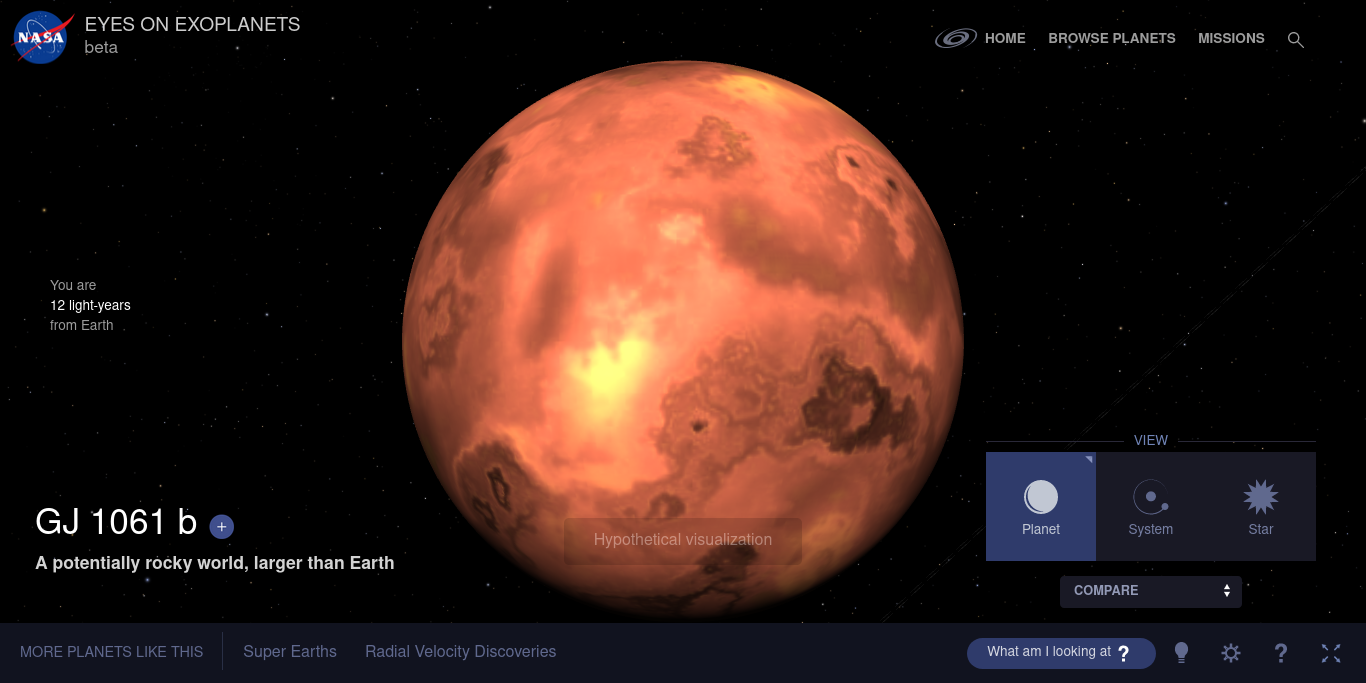 NASA
EYES ON EXOPLANETS
beta
HOME
BROWSE PLANETS
MISSIONS
You are
12 light-years
from Earth
GJ 1061 b +
A potentially rocky world, larger than Earth
Hypothetical visualization
VIEW
Planet
System
Star
COMPARE
MORE PLANETS LIKE THIS
Super Earths
Radial Velocity Discoveries
What am I looking at ?
?